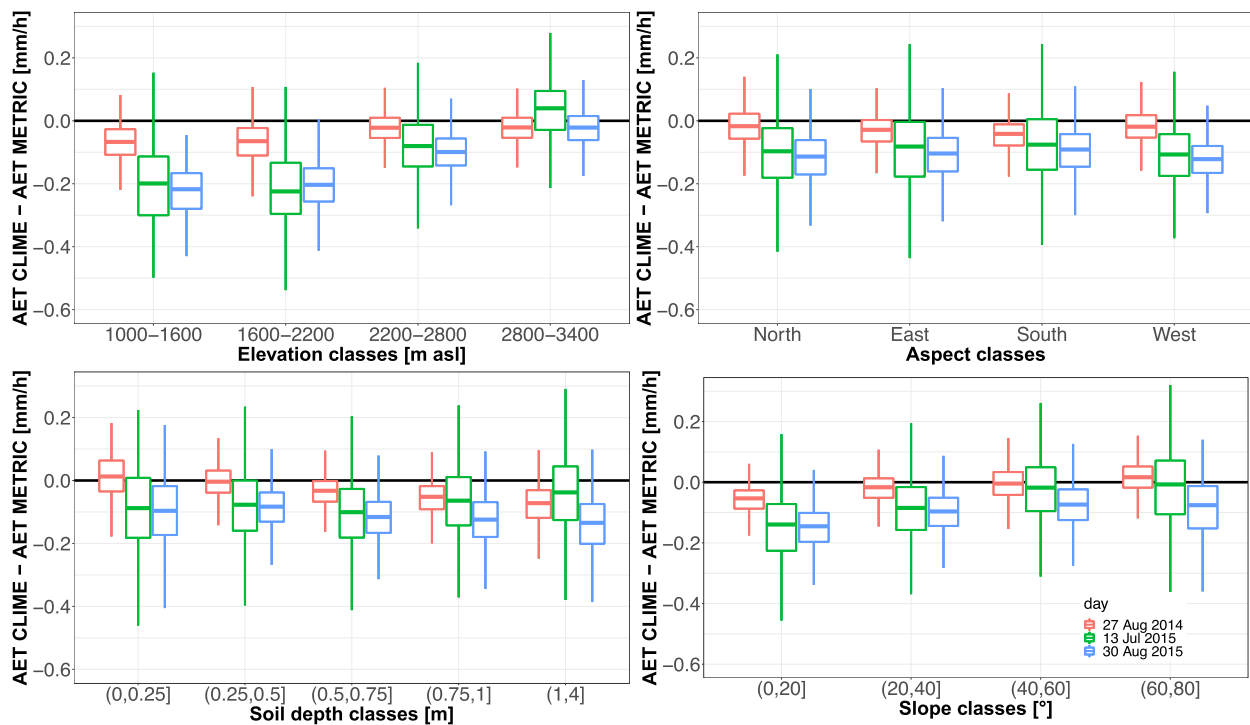 AET CLIME − AET METRIC [mm/h]
0.2
0.0
−0.2
−0.4
−0.6
1000−1600 1600−2200 2200−2800 2800−3400
Elevation classes [m asl]
AET CLIME − AET METRIC [mm/h]
0.2
0.0
−0.2
−0.4
−0.6
North East South West
Aspect classes
AET CLIME − AET METRIC [mm/h]
0.2
0.0
−0.2
−0.4
−0.6
(0,0.25] (0.25,0.5] (0.5,0.75] (0.75,1] (1,4]
Soil depth classes [m]
AET CLIME − AET METRIC [mm/h]
0.2
0.0
−0.2
−0.4
−0.6
day
27 Aug 2014
13 Jul 2015
30 Aug 2015
(0,20] (20,40] (40,60] (60,80]
Slope classes [°]